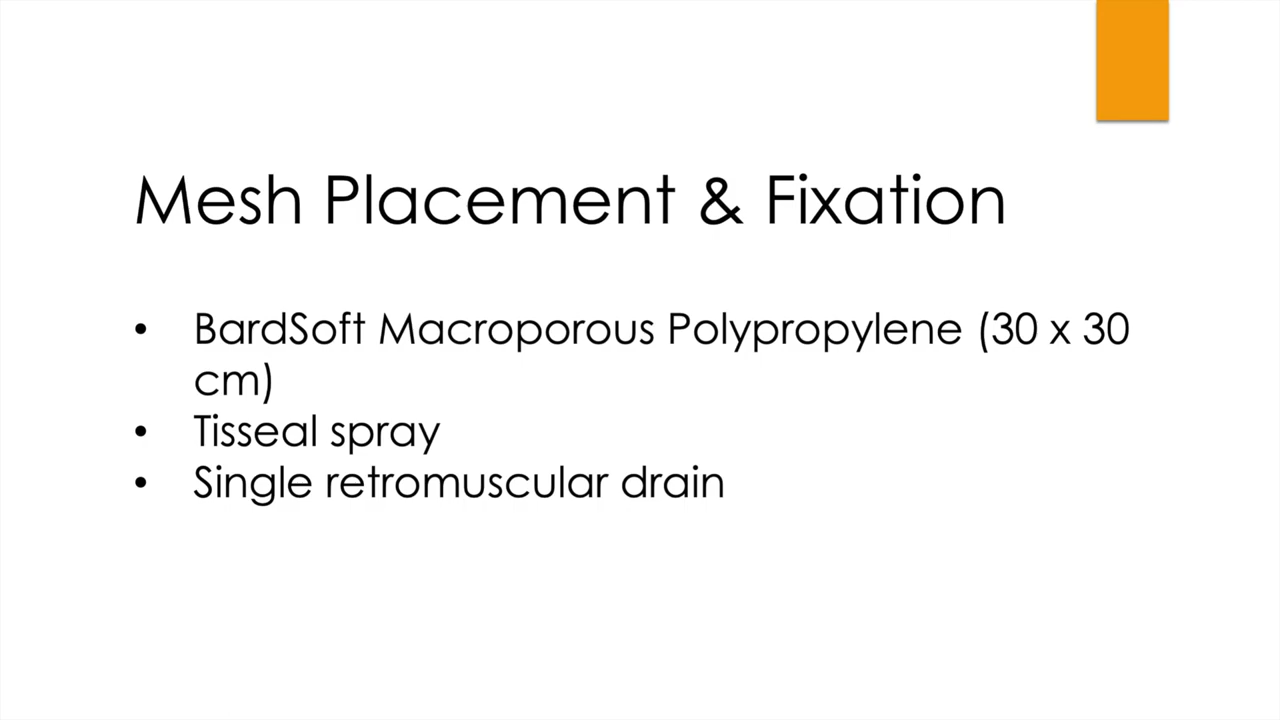 Mesh Placement & Fixation
• BardSoft Macroporous Polypropylene (30 x 30
cm)
• Tisseal spray
• Single retromuscular drain